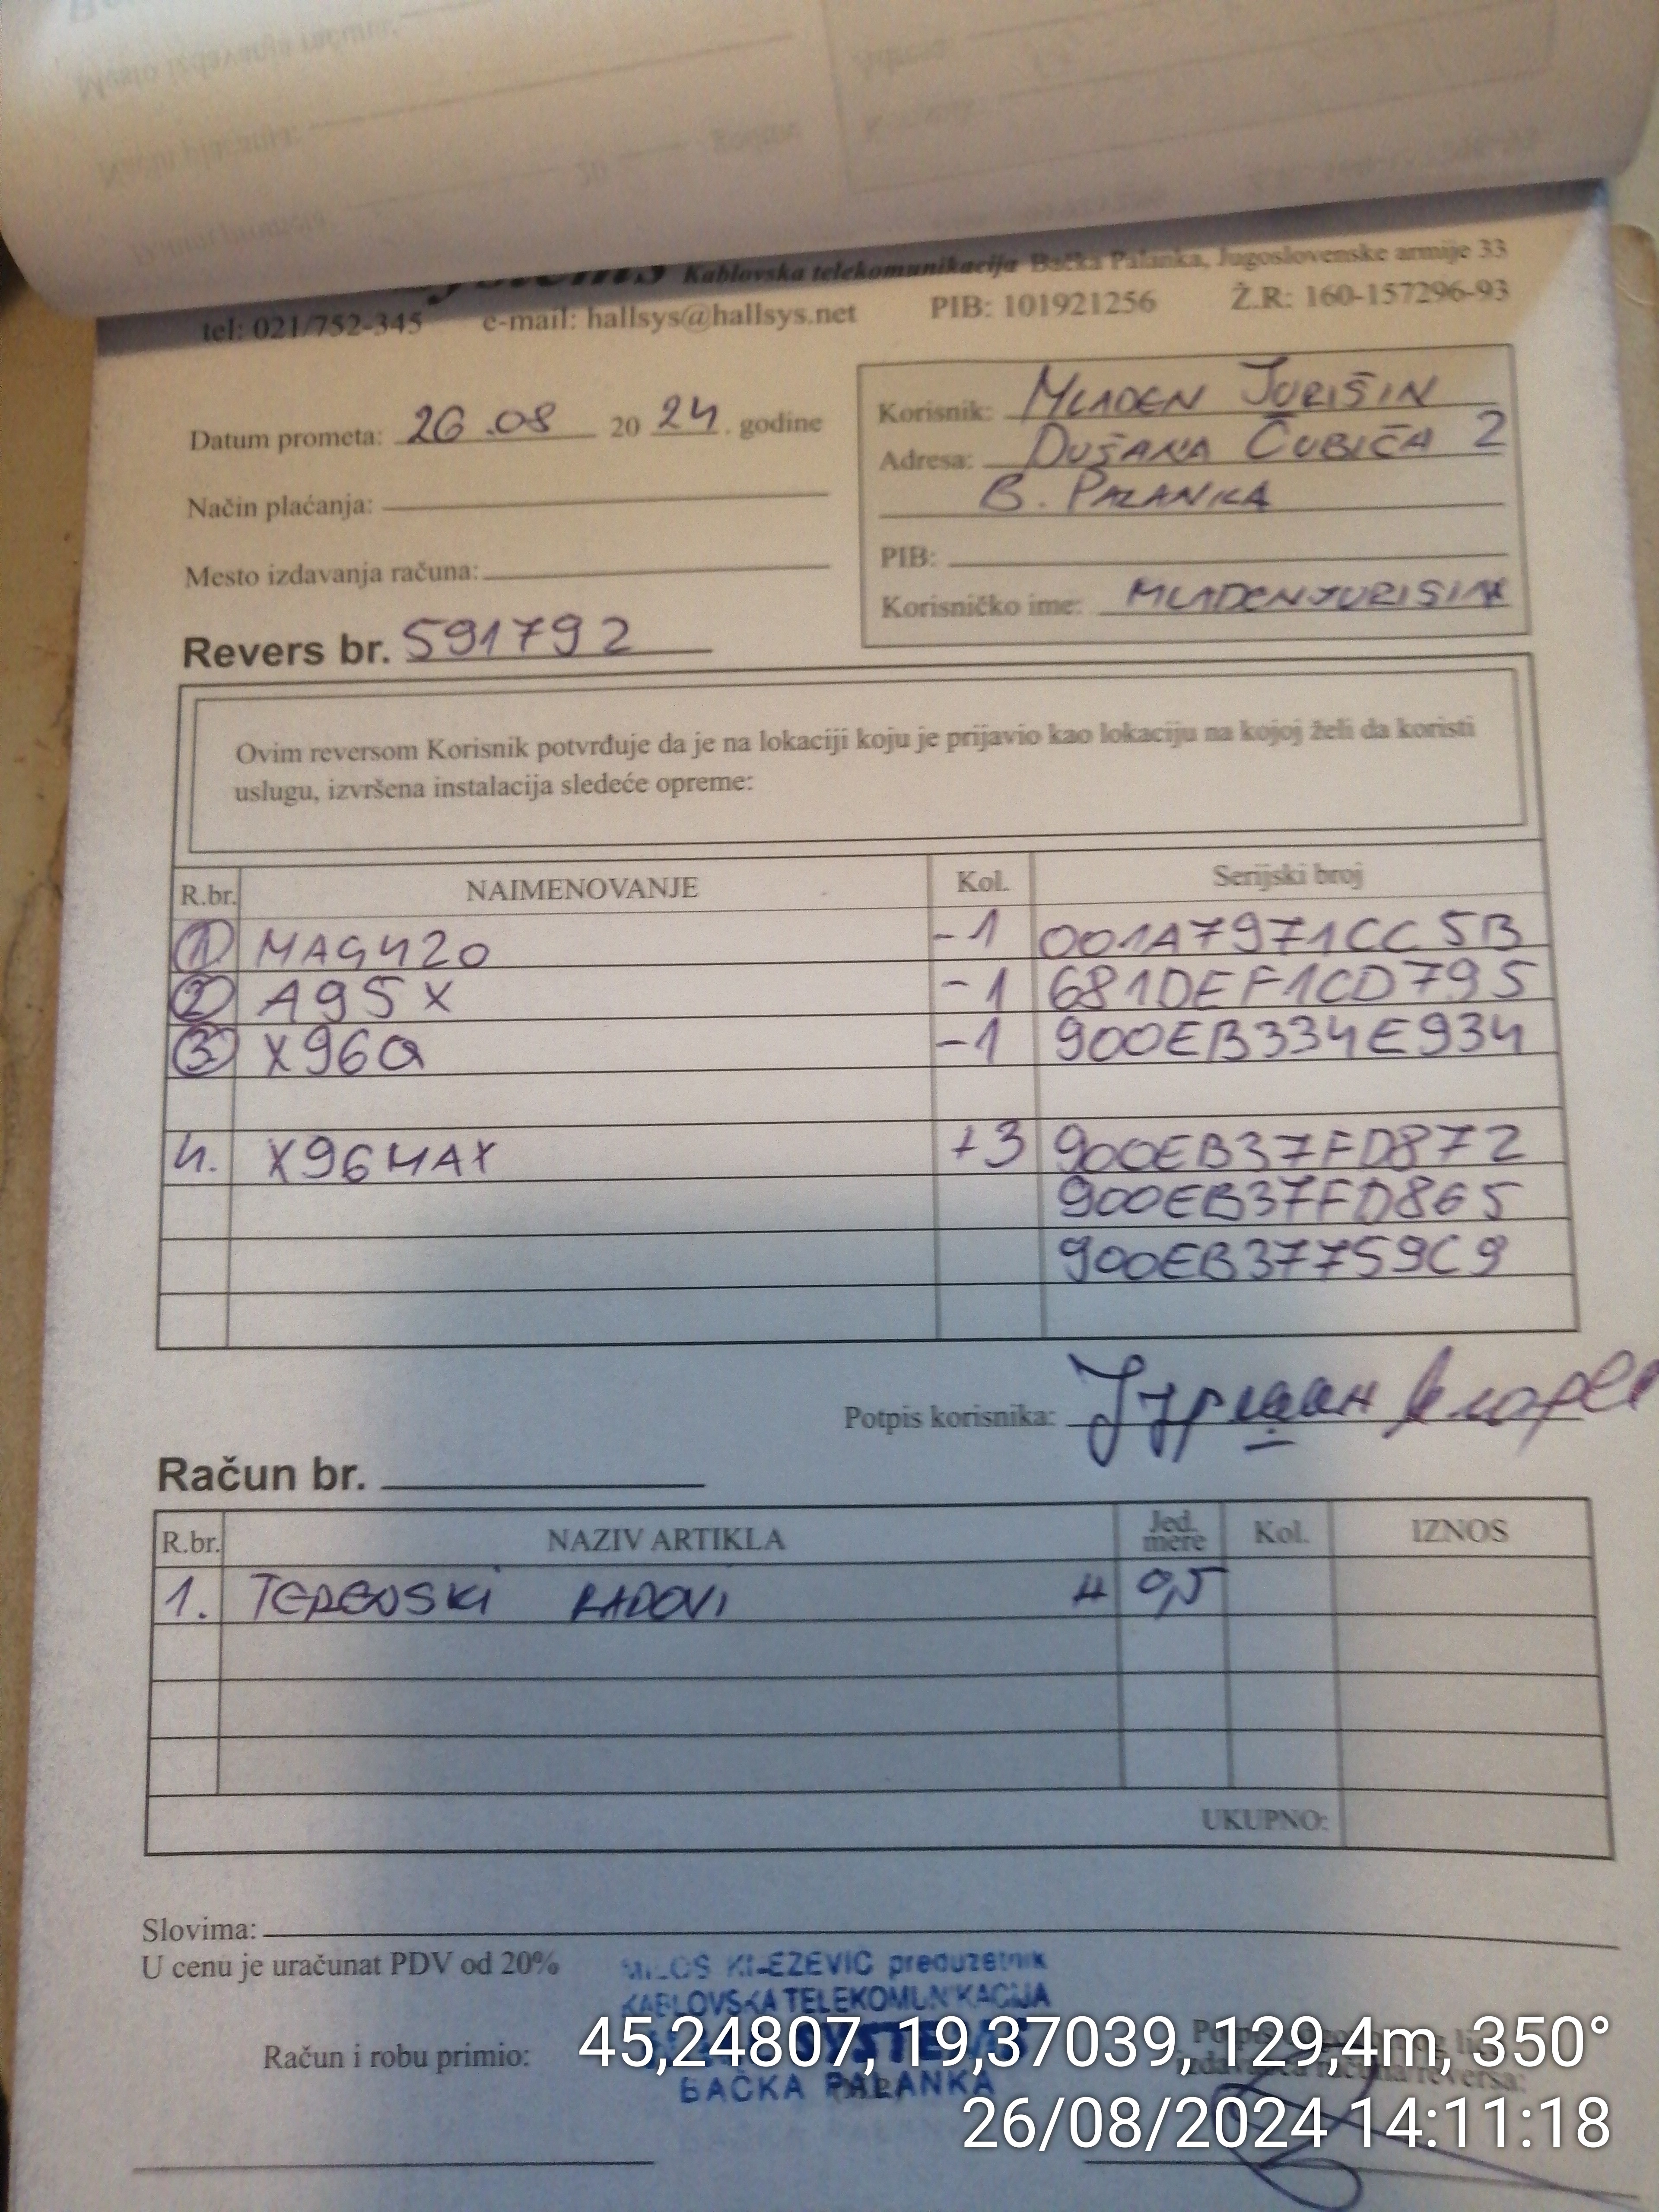 Kablovska telekomunikacija Bačka Palanka, Jugoslovenske armije 33
tel: 021/752-345 e-mail: hallsys@hallsys.net PIB: 101921256 Ž.R: 160-157296-93
Datum prometa: 26.08 2024. godine
Način plaćanja:
Mesto izdavanja računa:
Korisnik: MLADEN JURIŠIN
Adresa: DUŠANA ČUBIĆA 2
B. PALANKA
PIB:
Korisničko ime: MLADENJURISIN
Revers br. 591792
Ovim reversom Korisnik potvrđuje da je na lokaciji koju je prijavio kao lokaciju na kojoj želi da koristi
uslugu, izvršena instalacija sledeće opreme:
R.br. NAIMENOVANJE Kol. Serijski broj
1 MAG420 -1 001A7971CC5B
2 A95X -1 681DEF1CD795
3 X96Q -1 900EB334E934
4. X96MAX +3 900EB37FD872
900EB37FD865
900EB37759C9
Potpis korisnika:
Račun br.
R.br. NAZIV ARTIKLA Jed. mere Kol. IZNOS
1. TERENSKI RADOVI H 0,5
UKUPNO:
Slovima:
U cenu je uračunat PDV od 20%
preduzetnik
KABLOVSKA TELEKOMUNIKACIJA
BAČKA PALANKA
Račun i robu primio:
45,24807, 19,37039, 129,4m, 350°
26/08/2024 14:11:18